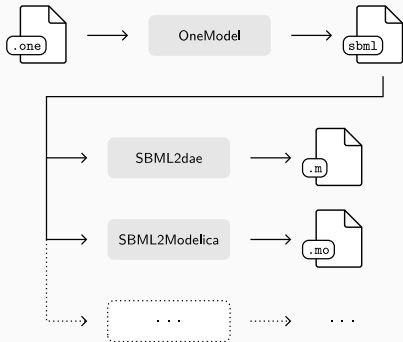 .one OneModel sbml
SBML2dae .m
SBML2Modelica .mo
··· ···